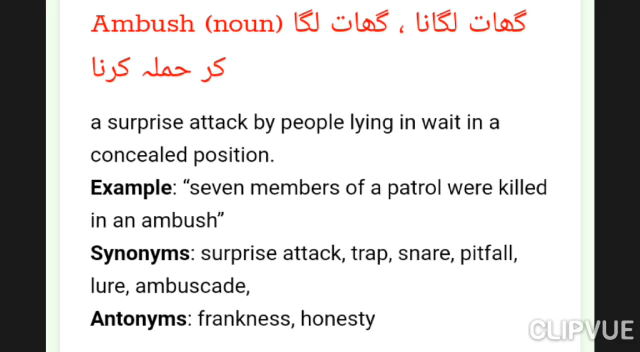 Ambush (noun) گھات لگانا ، گھات لگا
کر حملہ کرنا
a surprise attack by people lying in wait in a
concealed position.
Example: “seven members of a patrol were killed
in an ambush”
Synonyms: surprise attack, trap, snare, pitfall,
lure, ambuscade,
Antonyms: frankness, honesty
CLIPVUE